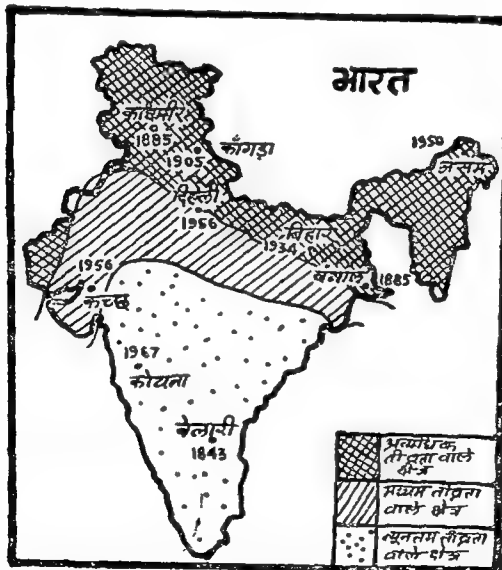 भारत
काश्मीर
1885
1905
काँगड़ा
1950
असम
दिल्ली
1956
बिहार
1934
बंगाल
1885
1956
कच्छ
1967
कोयना
बेलारी
1843
अत्यधिक
तीव्रता वाले
क्षेत्र
मध्यम तीव्रता
वाले क्षेत्र
न्यूनतम तीव्रता
वाले क्षेत्र